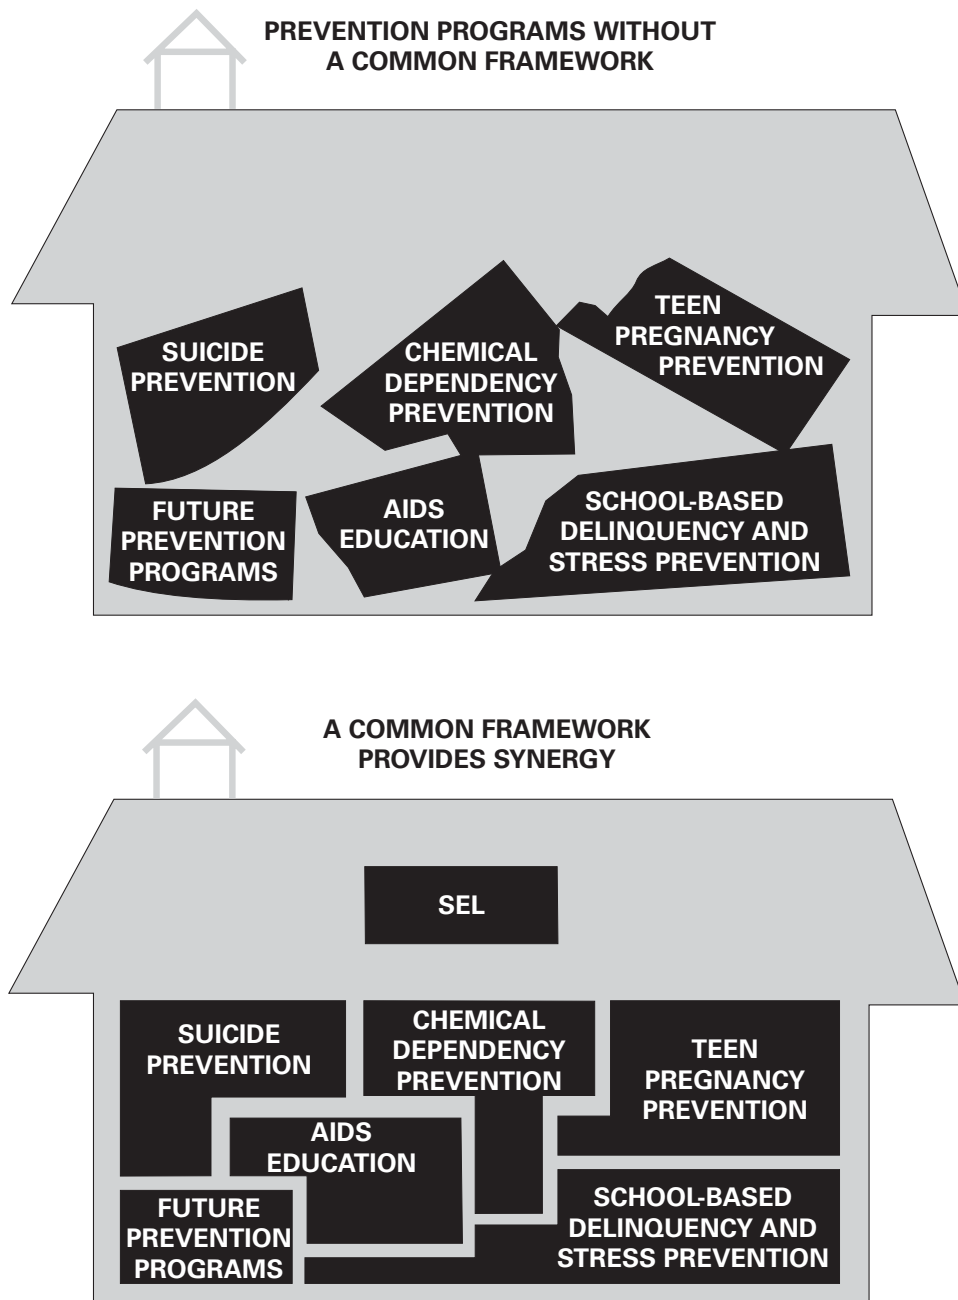 PREVENTION PROGRAMS WITHOUT
A COMMON FRAMEWORK
SUICIDE
PREVENTION
CHEMICAL
DEPENDENCY
PREVENTION
TEEN
PREGNANCY
PREVENTION
FUTURE
PREVENTION
PROGRAMS
AIDS
EDUCATION
SCHOOL-BASED
DELINQUENCY AND
STRESS PREVENTION
A COMMON FRAMEWORK
PROVIDES SYNERGY
SEL
SUICIDE
PREVENTION
CHEMICAL
DEPENDENCY
PREVENTION
TEEN
PREGNANCY
PREVENTION
AIDS
EDUCATION
FUTURE
PREVENTION
PROGRAMS
SCHOOL-BASED
DELINQUENCY AND
STRESS PREVENTION